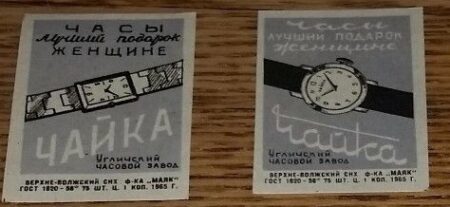 ЧАСЫ
лучший подарок
ЖЕНЩИНЕ
ЧАЙКА
УГЛИЧСКИЙ
ЧАСОВОЙ ЗАВОД
ВЕРХНЕ-ВОЛЖСКИЙ СНХ Ф-КА „МАЯК"
ГОСТ 1820-56* 75 ШТ. Ц. 1 КОП. 1965 Г.
Часы
ЛУЧШИЙ ПОДАРОК
женщине
Чайка
УГЛИЧСКИЙ
ЧАСОВОЙ ЗАВОД
ВЕРХНЕ-ВОЛЖСКИЙ СНХ Ф-КА „МАЯК"
ГОСТ 1820-56* 75 ШТ. Ц. 1 КОП. 1965 Г.